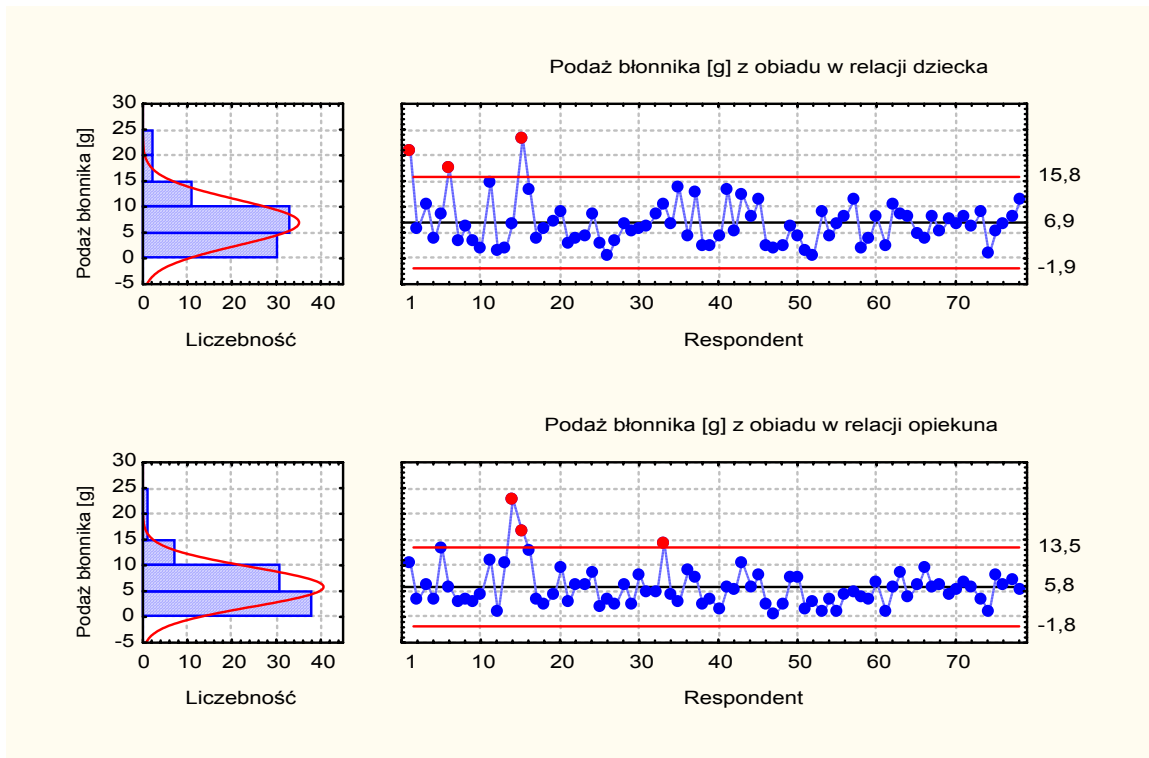 Podaż błonnika [g] z obiadu w relacji dziecka
Podaż błonnika [g]
30
25
20
15
10
5
0
-5
0 10 20 30 40
Liczebność
15,8
6,9
-1,9
1 10 20 30 40 50 60 70
Respondent
Podaż błonnika [g] z obiadu w relacji opiekuna
Podaż błonnika [g]
30
25
20
15
10
5
0
-5
0 10 20 30 40
Liczebność
13,5
5,8
-1,8
1 10 20 30 40 50 60 70
Respondent